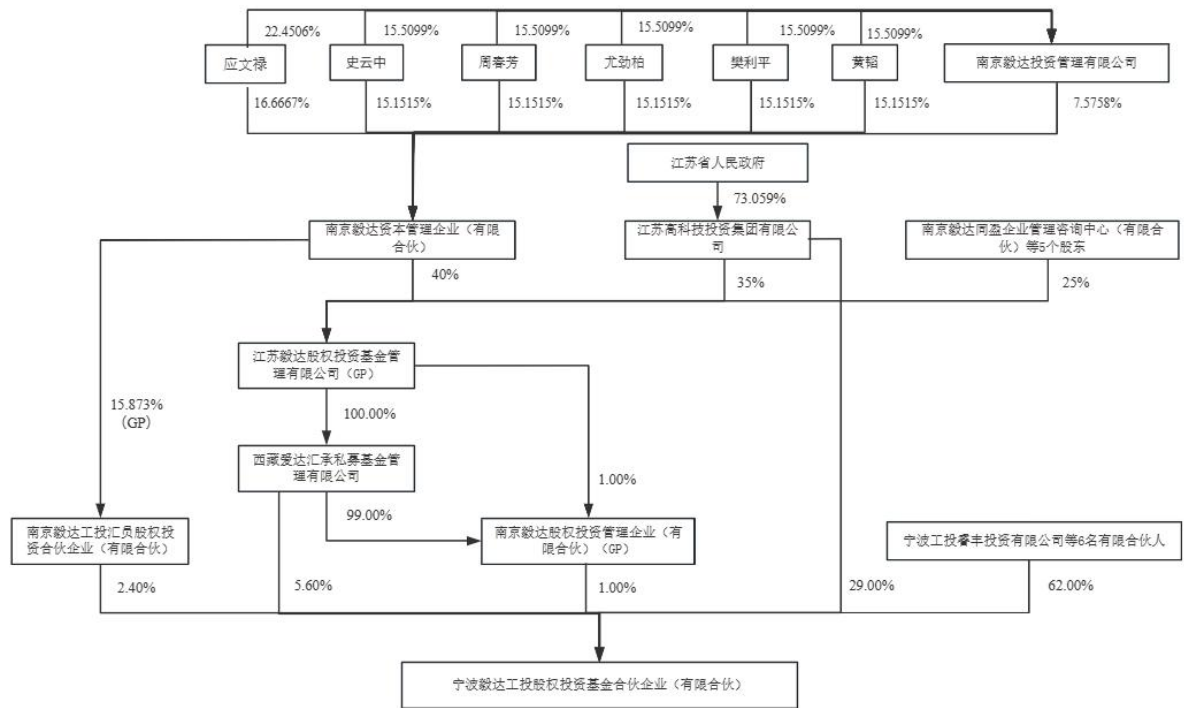 22.4506%
15.5099%
15.5099%
15.5099%
15.5099%
15.5099%
应文禄
史云中
周春芳
尤劲柏
樊利平
黄韬
南京毅达投资管理有限公司
16.6667%
15.1515%
15.1515%
15.1515%
15.1515%
15.1515%
7.5758%
江苏省人民政府
73.059%
南京毅达资本管理企业（有限
合伙）
江苏高科技投资集团有限公
司
南京毅达同盈企业管理咨询中心（有限合
伙）等5个股东
40%
35%
25%
江苏毅达股权投资基金管
理有限公司（GP）
15.873%
（GP）
100.00%
西藏爱达汇承私募基金管
理有限公司
1.00%
99.00%
南京毅达工投汇员股权投
资合伙企业（有限合伙）
南京毅达股权投资管理企业（有
限合伙）（GP）
宁波工投睿丰投资有限公司等6名有限合伙人
2.40%
5.60%
1.00%
29.00%
62.00%
宁波毅达工投股权投资基金合伙企业（有限合伙）